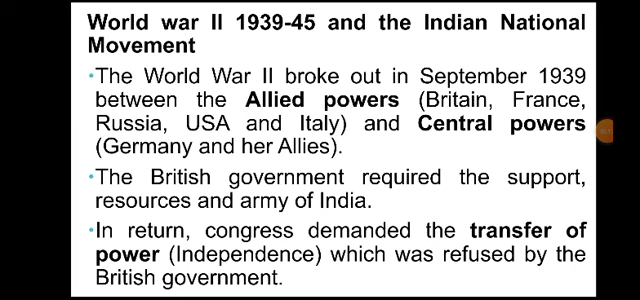 World war II 1939-45 and the Indian National
Movement
•The World War II broke out in September 1939
between the Allied powers (Britain, France,
Russia, USA and Italy) and Central powers
(Germany and her Allies).
•The British government required the support,
resources and army of India.
•In return, congress demanded the transfer of
power (Independence) which was refused by the
British government.